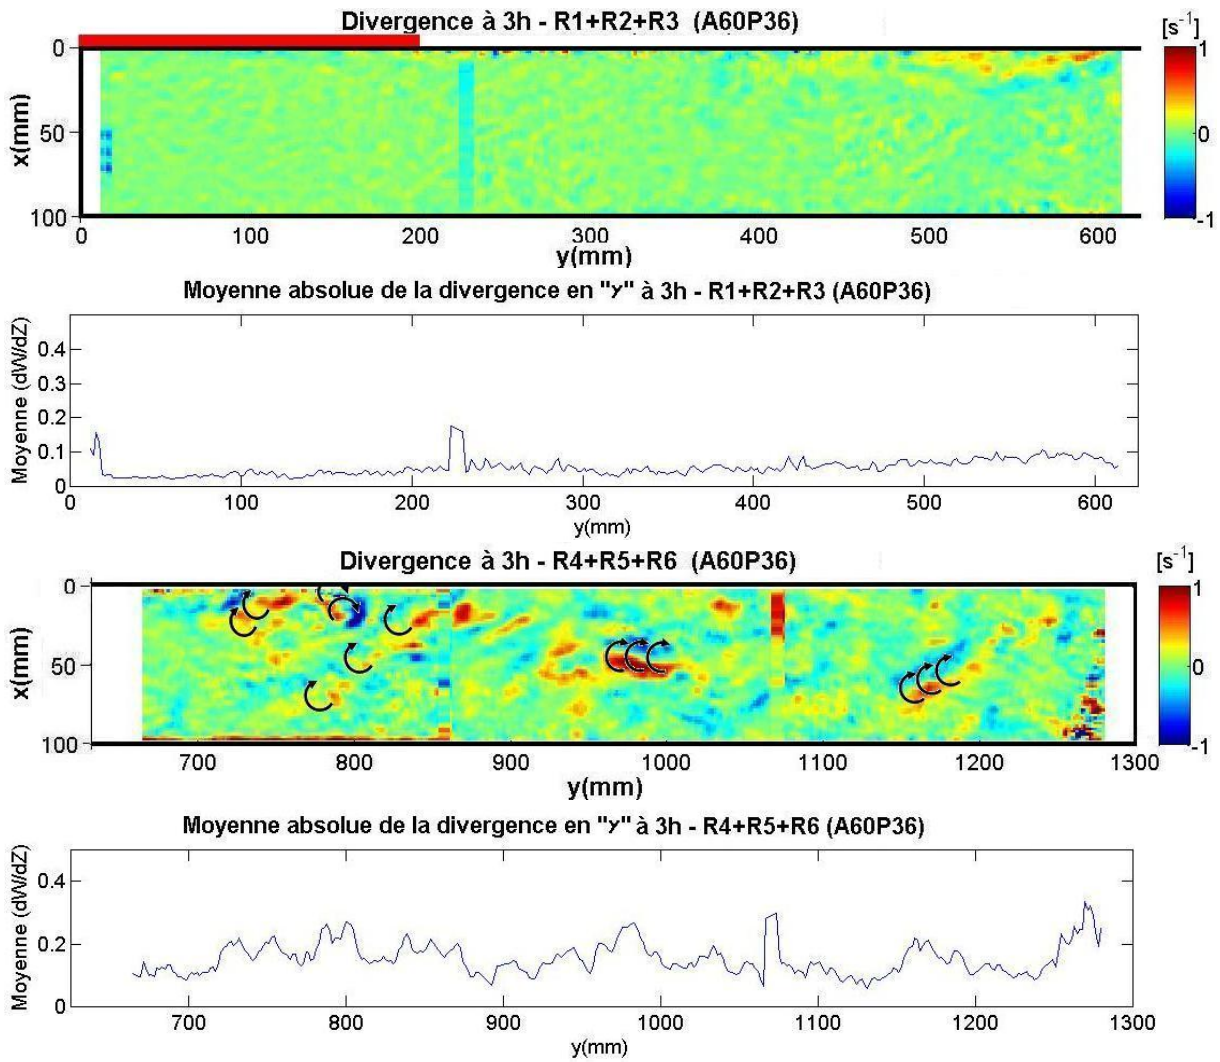 Divergence à 3h - R1+R2+R3 (A60P36)
[s-1]
0
50
100
x(mm)
0 100 200 300 400 500 600
y(mm)
1
0
-1
Moyenne absolue de la divergence en "y" à 3h - R1+R2+R3 (A60P36)
Moyenne (dW/dZ)
0.4
0.3
0.2
0.1
0
0 100 200 300 400 500 600
y(mm)
Divergence à 3h - R4+R5+R6 (A60P36)
[s-1]
0
50
100
x(mm)
700 800 900 1000 1100 1200 1300
y(mm)
1
0
-1
Moyenne absolue de la divergence en "y" à 3h - R4+R5+R6 (A60P36)
Moyenne (dW/dZ)
0.4
0.2
0
700 800 900 1000 1100 1200 1300
y(mm)